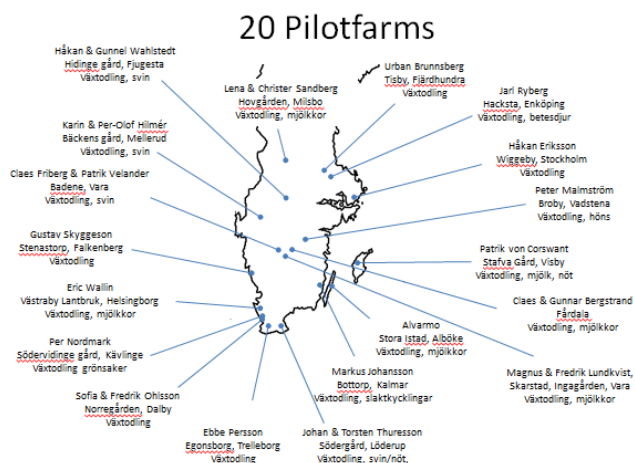 20 Pilotfarms
Håkan & Gunnel Wahlstedt
Hidinge gård, Fjugesta
Växtodling, svin
Lena & Christer Sandberg
Hovgården, Milsbo
Växtodling, mjölkkor
Urban Brunnsberg
Tisby, Fjärdhundra
Växtodling
Jarl Ryberg
Hacksta, Enköping
Växtodling, betesdjur
Karin & Per-Olof Hilmér
Bäckens gård, Mellerud
Växtodling, svin
Håkan Eriksson
Wiggeby, Stockholm
Växtodling
Claes Friberg & Patrik Velander
Badene, Vara
Växtodling, svin
Peter Malmström
Broby, Vadstena
Växtodling, höns
Gustav Skyggeson
Stenastorp, Falkenberg
Växtodling
Patrik von Corswant
Stafva Gård, Visby
Växtodling, mjölk, nöt
Eric Wallin
Västraby Lantbruk, Helsingborg
Växtodling, mjölkkor
Claes & Gunnar Bergstrand
Fårdala
Växtodling, mjölkkor
Per Nordmark
Södervidinge gård, Kävlinge
Växtodling grönsaker
Alvarmo
Stora Istad, Alböke
Växtodling, mjölkkor
Magnus & Fredrik Lundkvist,
Skarstad, Ingagården, Vara
Växtodling, mjölkkor
Sofia & Fredrik Ohlsson
Norregården, Dalby
Växtodling
Markus Johansson
Bottorp, Kalmar
Växtodling, slaktkycklingar
Ebbe Persson
Egonsborg, Trelleborg
Växtodling
Johan & Torsten Thuresson
Södergård, Löderup
Växtodling, svin/nöt,